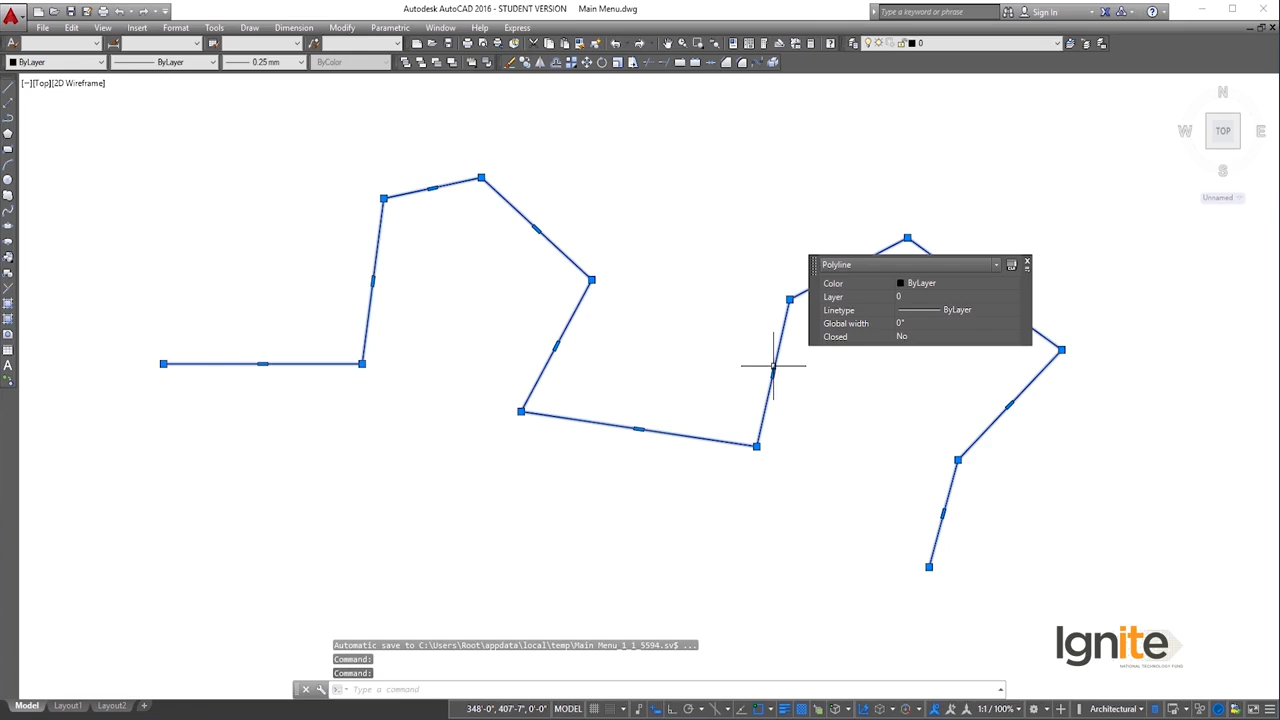 Autodesk AutoCAD 2016 - STUDENT VERSION Main Menu.dwg
Type a keyword or phrase
Sign In
File Edit View Insert Format Tools Draw Dimension Modify Parametric Window Help Express
0
ByLayer ByLayer 0.25 mm ByColor
[−][Top][2D Wireframe]
N
W TOP E
S
Unnamed
Polyline
Color ByLayer
Layer 0
Linetype ByLayer
Global width 0"
Closed No
Automatic save to C:\Users\Root\appdata\local\temp\Main Menu_1_1_5594.sv$ ...
Command:
Command:
Type a command
Ignite
NATIONAL TECHNOLOGY FUND
Model Layout1 Layout2 +
348'-0", 407'-7", 0'-0" MODEL 1:1 / 100% Architectural